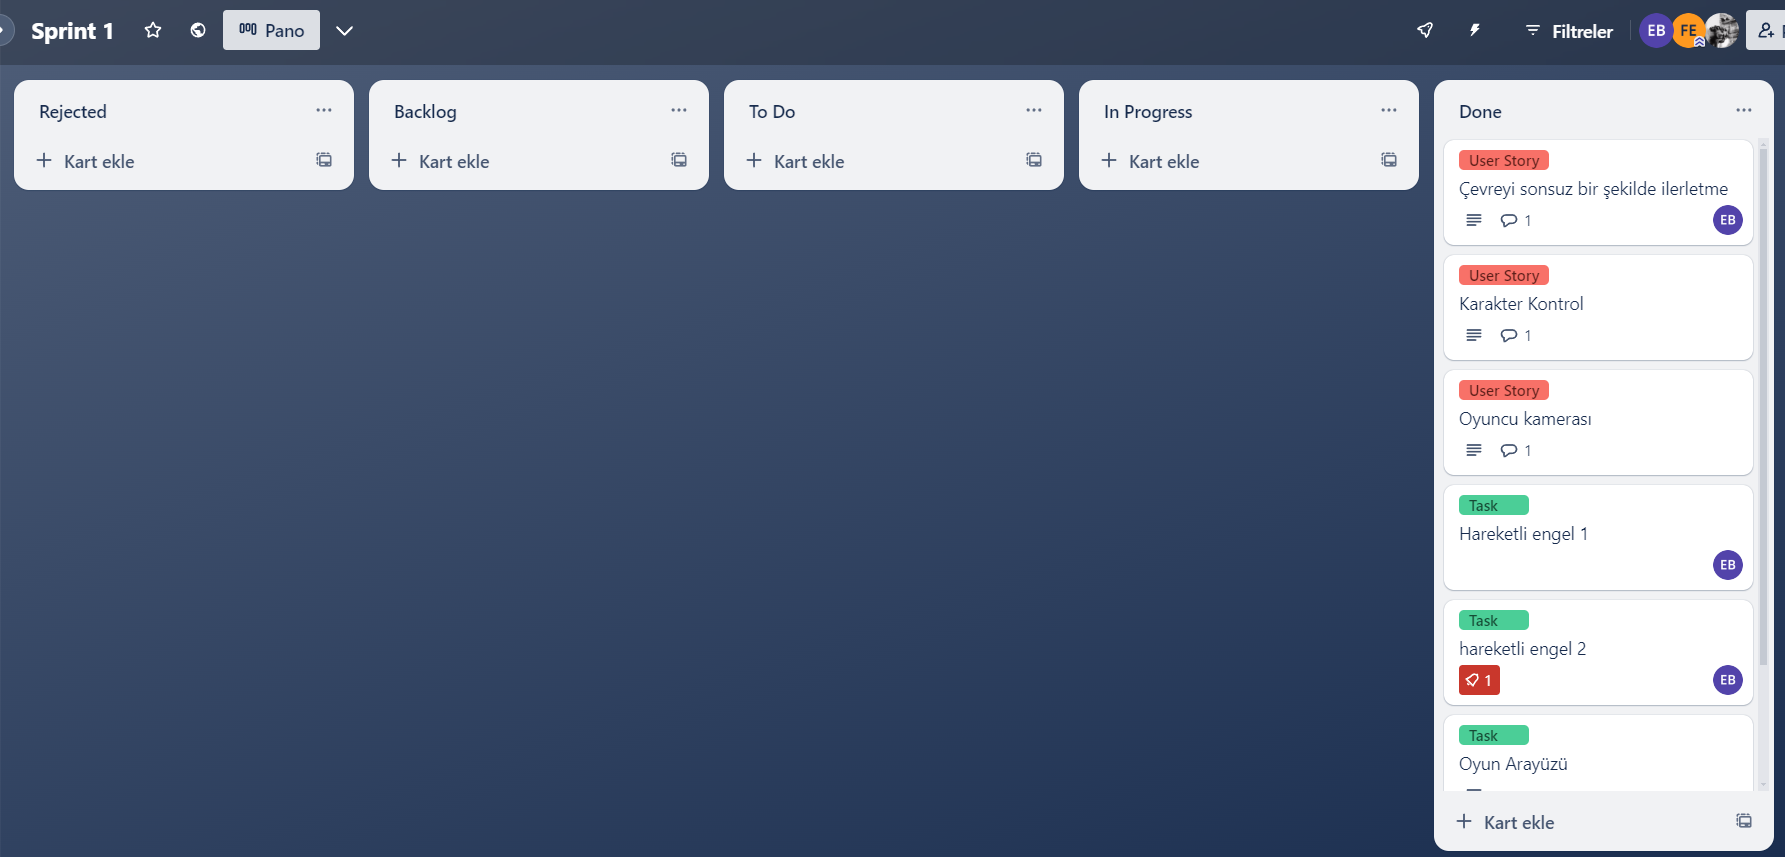 Sprint 1
Pano
Filtreler
EB
FE
Rejected
Kart ekle
Backlog
Kart ekle
To Do
Kart ekle
In Progress
Kart ekle
Done
User Story
Çevreyi sonsuz bir şekilde ilerletme
1
EB
User Story
Karakter Kontrol
1
User Story
Oyuncu kamerası
1
Task
Hareketli engel 1
EB
Task
hareketli engel 2
1
EB
Task
Oyun Arayüzü
Kart ekle